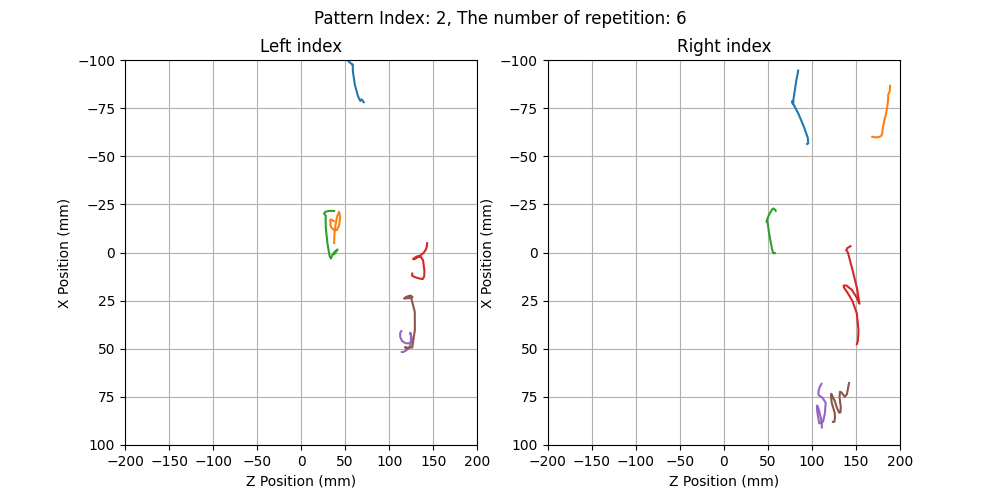 Pattern Index: 2, The number of repetition: 6
Left index
Right index
−100
−75
−50
−25
0
25
50
75
100
−200 −150 −100 −50 0 50 100 150 200
X Position (mm)
Z Position (mm)
−100
−75
−50
−25
0
25
50
75
100
−200 −150 −100 −50 0 50 100 150 200
X Position (mm)
Z Position (mm)